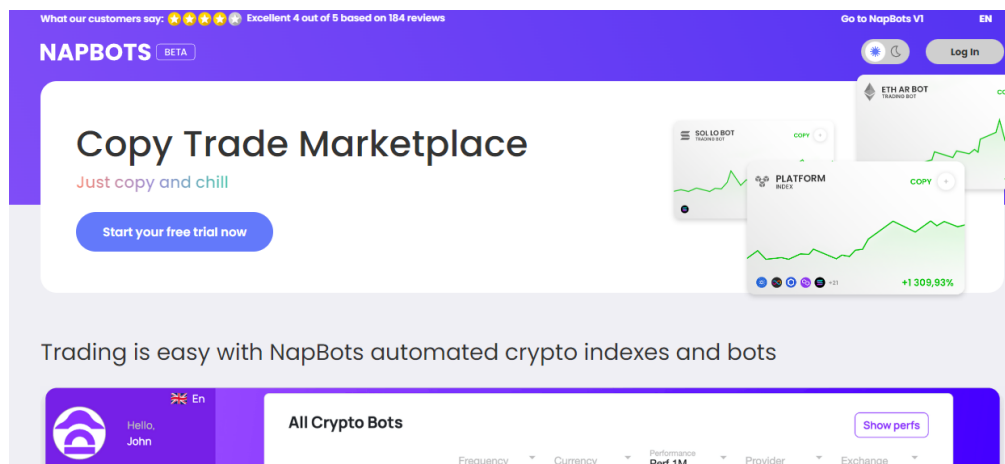 What our customers say: Excellent 4 out of 5 based on 184 reviews
Go to NapBots V1
EN
NAPBOTS BETA
Log In
Copy Trade Marketplace
Just copy and chill
Start your free trial now
ETH AR BOT
TRADING BOT
SOL LO BOT
TRADING BOT
COPY
PLATFORM
INDEX
COPY
+21
+1 309,93%
Trading is easy with NapBots automated crypto indexes and bots
En
Hello,
John
All Crypto Bots
Show perfs
Frequency
Currency
Performance
Perf 1M
Provider
Exchange